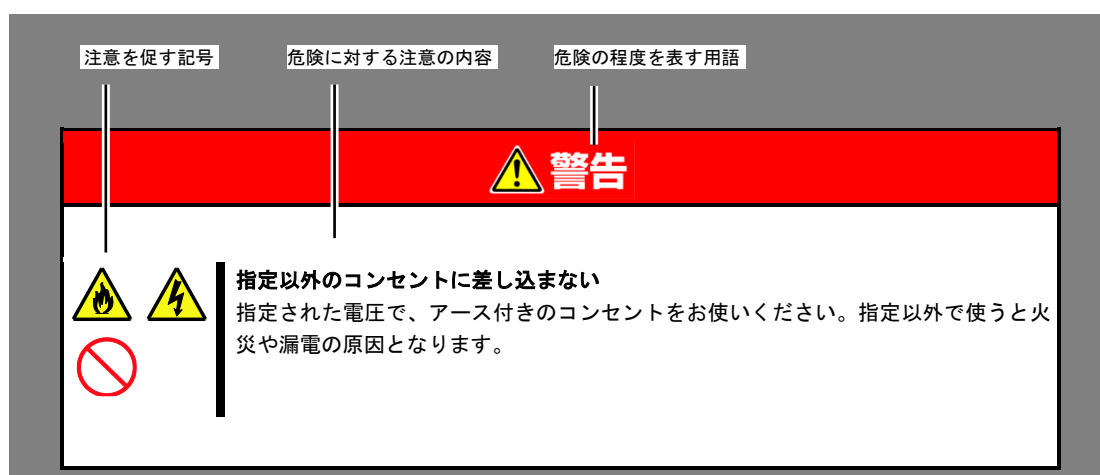 注意を促す記号
危険に対する注意の内容
危険の程度を表す用語
警告
指定以外のコンセントに差し込まない
指定された電圧で、アース付きのコンセントをお使いください。指定以外で使うと火
災や漏電の原因となります。